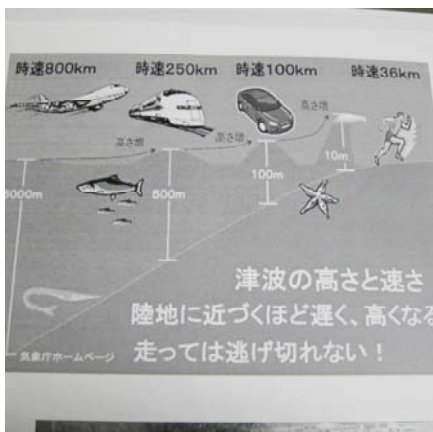 時速800km 時速250km 時速100km 時速36km
高さ増
高さ増
高さ増
5000m
500m
100m
10m
津波の高さと速さ
陸地に近づくほど遅く、高くなる
走っては逃げ切れない！
気象庁ホームページ